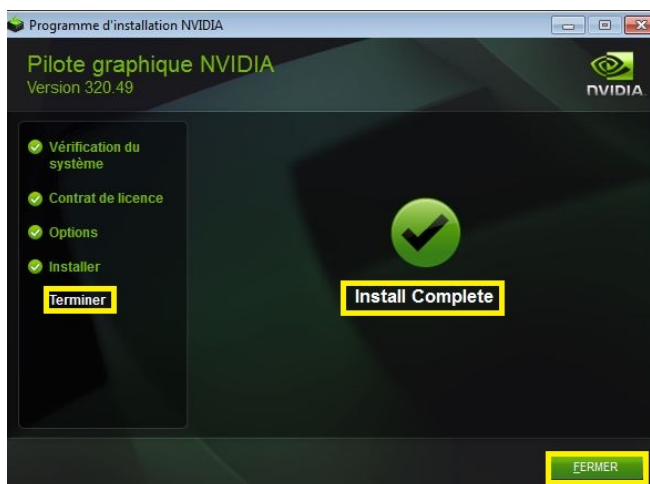 Programme d'installation NVIDIA
Pilote graphique NVIDIA
Version 320.49
NVIDIA
Vérification du
système
Contrat de licence
Options
Installer
Terminer
Install Complete
FERMER